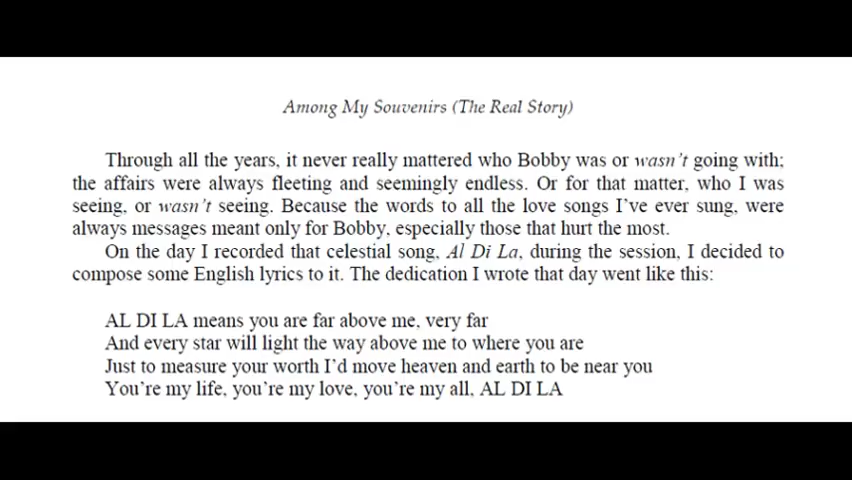 Among My Souvenirs (The Real Story)
Through all the years, it never really mattered who Bobby was or wasn't going with;
the affairs were always fleeting and seemingly endless. Or for that matter, who I was
seeing, or wasn't seeing. Because the words to all the love songs I've ever sung, were
always messages meant only for Bobby, especially those that hurt the most.
On the day I recorded that celestial song, Al Di La, during the session, I decided to
compose some English lyrics to it. The dedication I wrote that day went like this:
AL DI LA means you are far above me, very far
And every star will light the way above me to where you are
Just to measure your worth I'd move heaven and earth to be near you
You're my life, you're my love, you're my all, AL DI LA